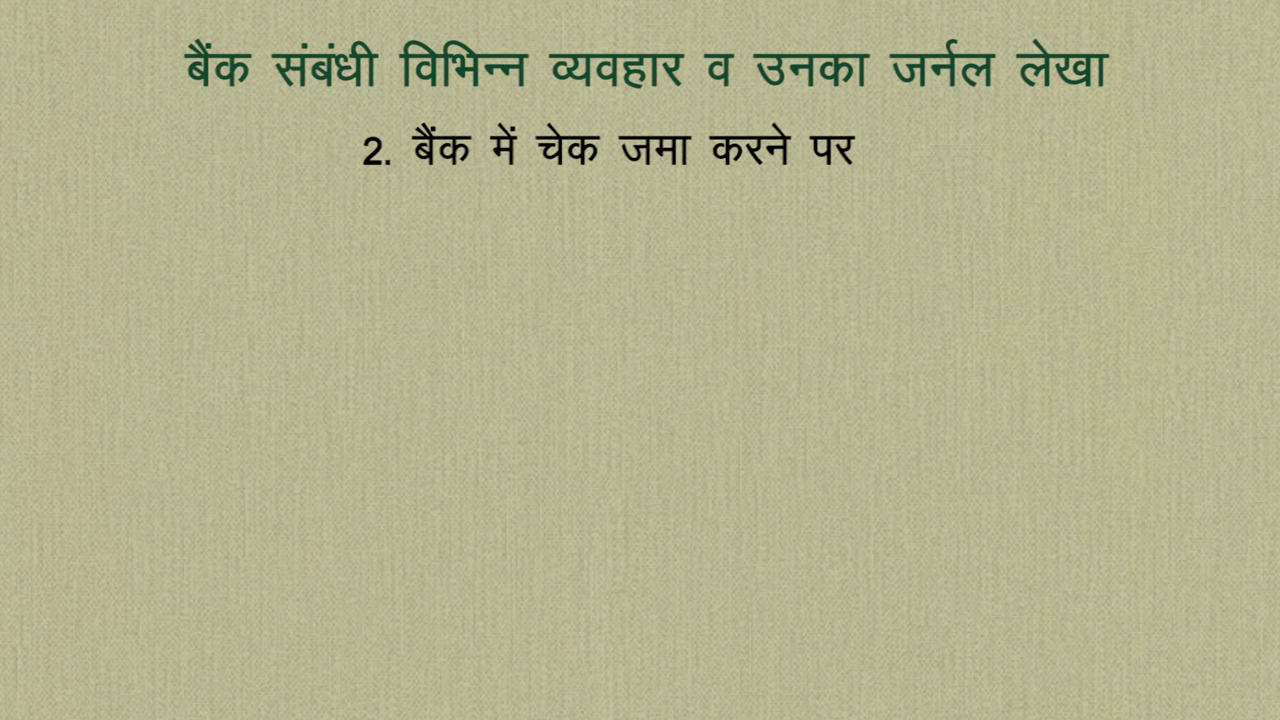 बैंक संबंधी विभिन्न व्यवहार व उनका जर्नल लेखा
2. बैंक में चेक जमा करने पर